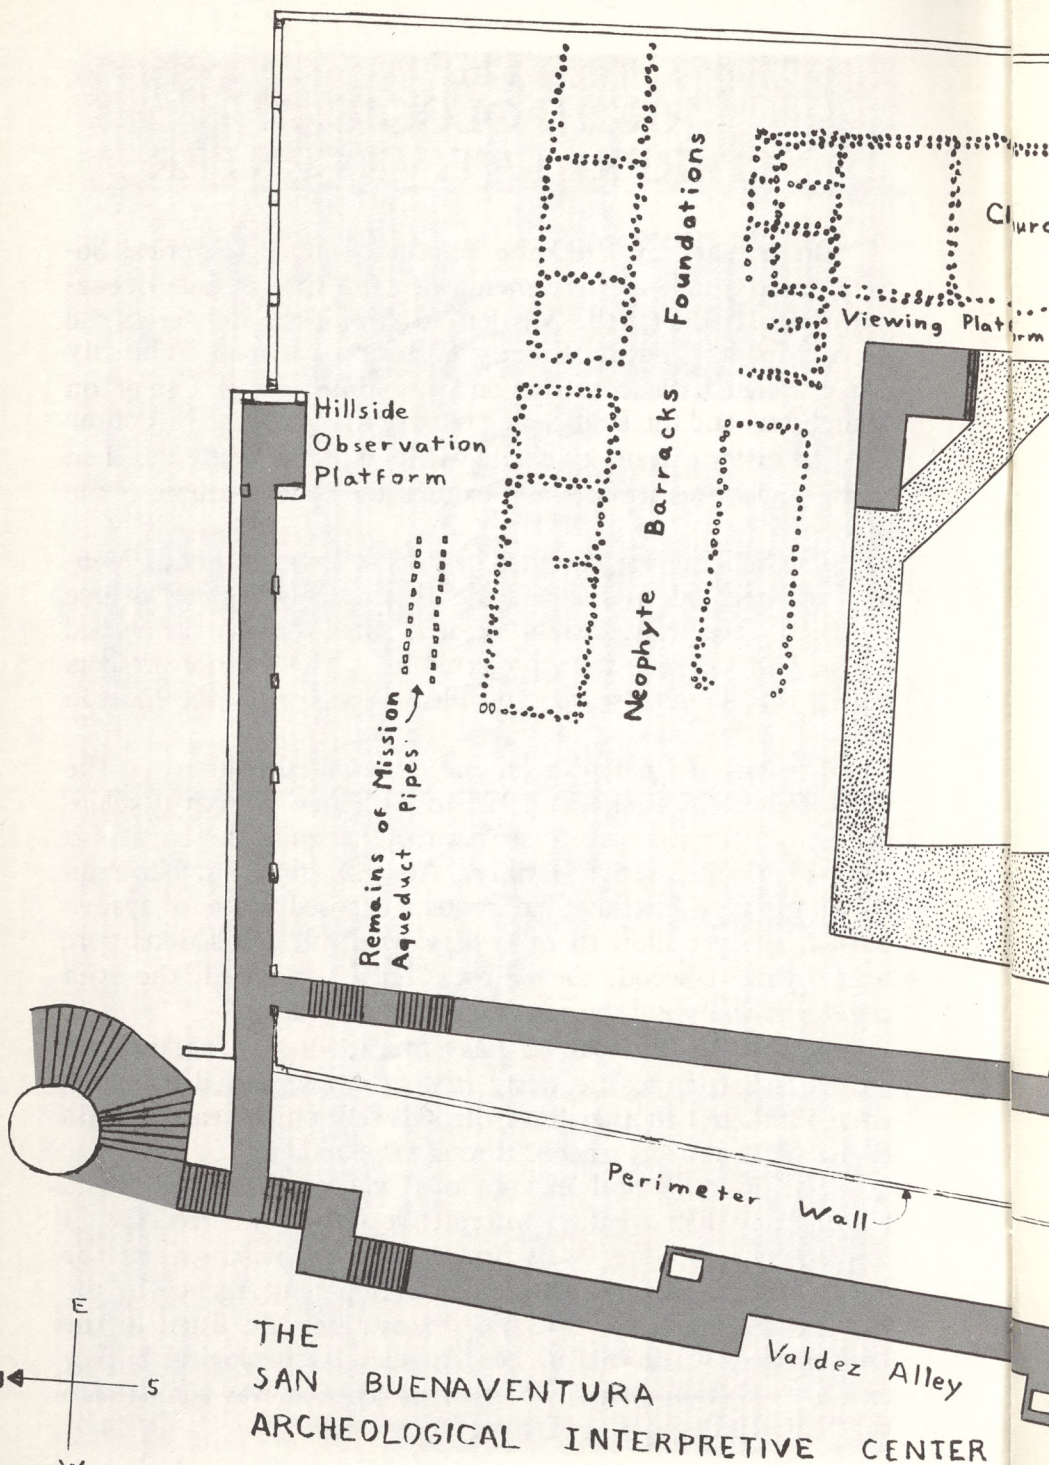 Church
Viewing Platform
Foundations
Barracks
Neophyte
Hillside
Observation
Platform
Remains of Mission
Aqueduct Pipes
Perimeter Wall
Valdez Alley
E
S
W
THE
SAN BUENAVENTURA
ARCHEOLOGICAL INTERPRETIVE CENTER